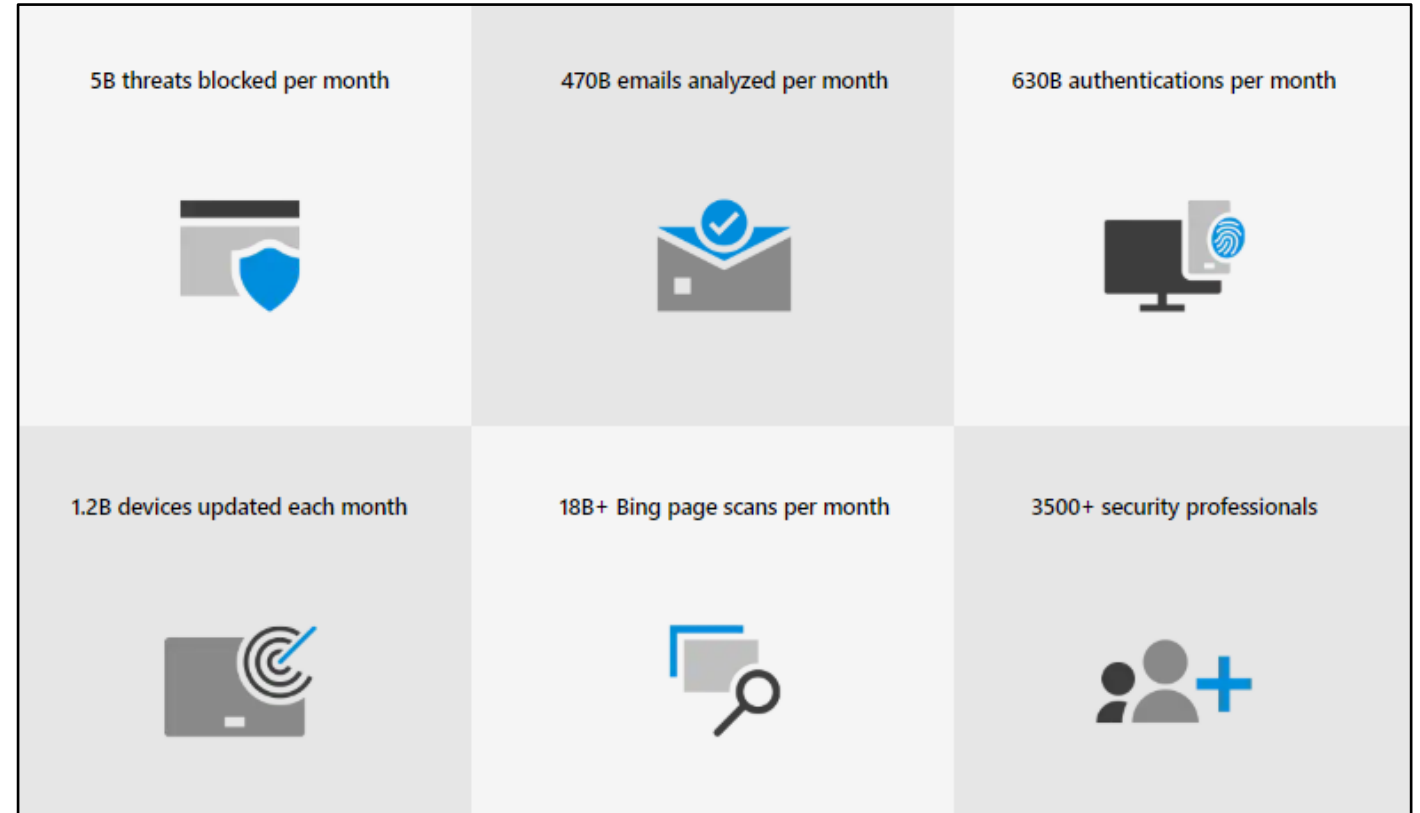 5B threats blocked per month
470B emails analyzed per month
630B authentications per month
1.2B devices updated each month
18B+ Bing page scans per month
3500+ security professionals